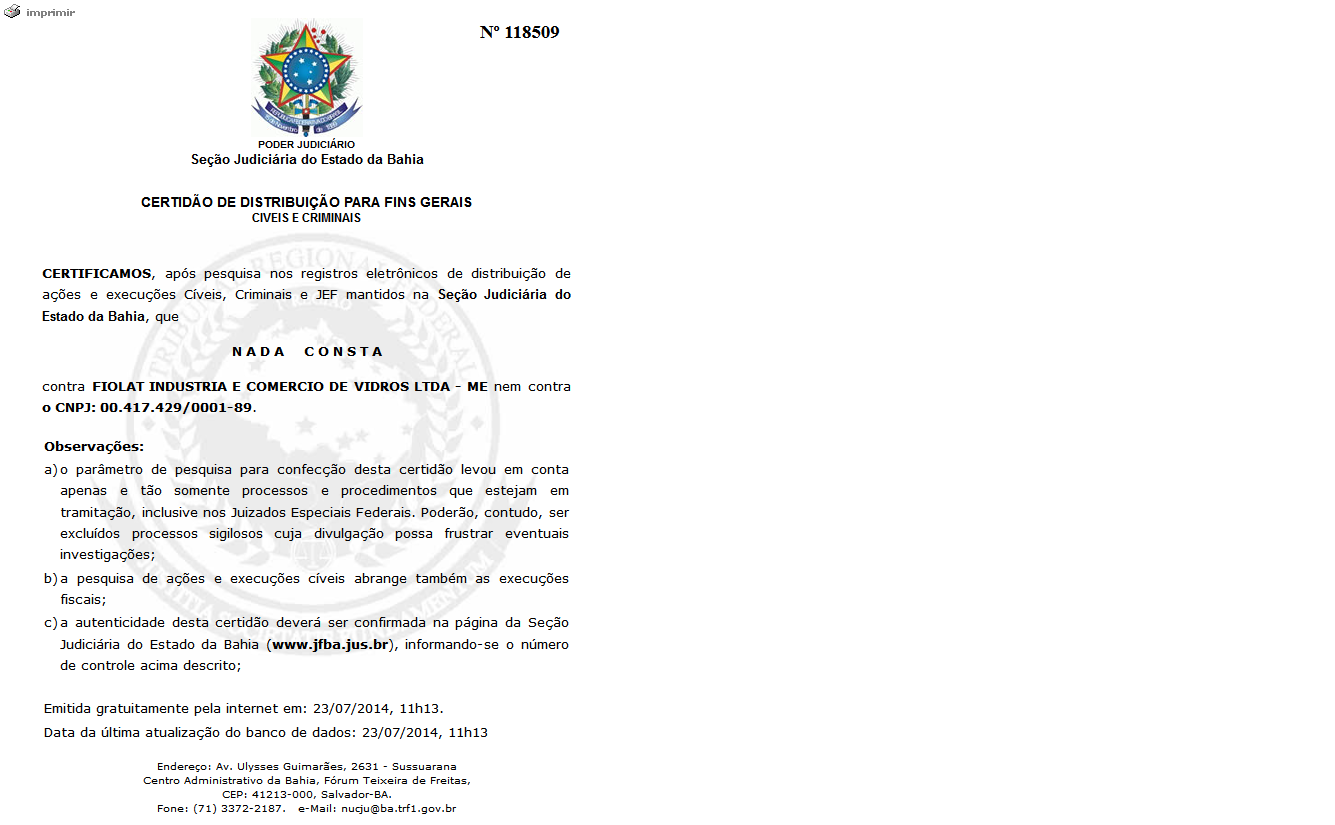 imprimir
Nº 118509
PODER JUDICIÁRIO
Seção Judiciária do Estado da Bahia
CERTIDÃO DE DISTRIBUIÇÃO PARA FINS GERAIS
CIVEIS E CRIMINAIS
CERTIFICAMOS, após pesquisa nos registros eletrônicos de distribuição de
ações e execuções Cíveis, Criminais e JEF mantidos na Seção Judiciária do
Estado da Bahia, que
NADA CONSTA
contra FIOLAT INDUSTRIA E COMERCIO DE VIDROS LTDA - ME nem contra
o CNPJ: 00.417.429/0001-89.
Observações:
a) o parâmetro de pesquisa para confecção desta certidão levou em conta
apenas e tão somente processos e procedimentos que estejam em
tramitação, inclusive nos Juizados Especiais Federais. Poderão, contudo, ser
excluídos processos sigilosos cuja divulgação possa frustrar eventuais
investigações;
b) a pesquisa de ações e execuções cíveis abrange também as execuções
fiscais;
c) a autenticidade desta certidão deverá ser confirmada na página da Seção
Judiciária do Estado da Bahia (www.jfba.jus.br), informando-se o número
de controle acima descrito;
Emitida gratuitamente pela internet em: 23/07/2014, 11h13.
Data da última atualização do banco de dados: 23/07/2014, 11h13
Endereço: Av. Ulysses Guimarães, 2631 - Sussuarana
Centro Administrativo da Bahia, Fórum Teixeira de Freitas,
CEP: 41213-000, Salvador-BA.
Fone: (71) 3372-2187. e-Mail: nucju@ba.trf1.gov.br